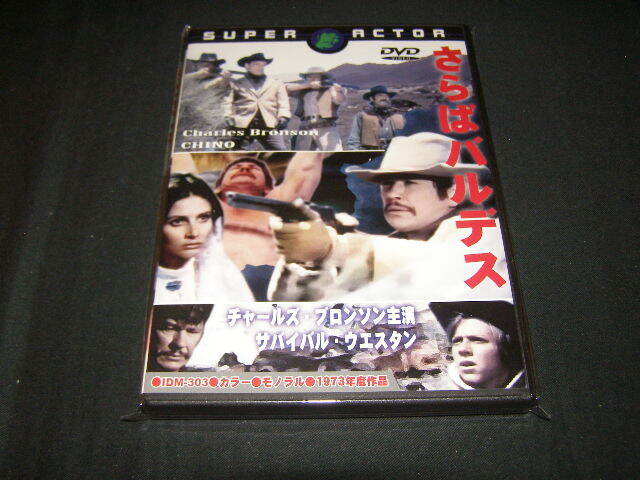 SUPER ACTOR
DVD
VIDEO
さらばバルデス
Charles Bronson
CHINO
チャールズ・ブロンソン主演
サバイバル・ウエスタン
●IDM-303●カラー●モノラル●1973年度作品